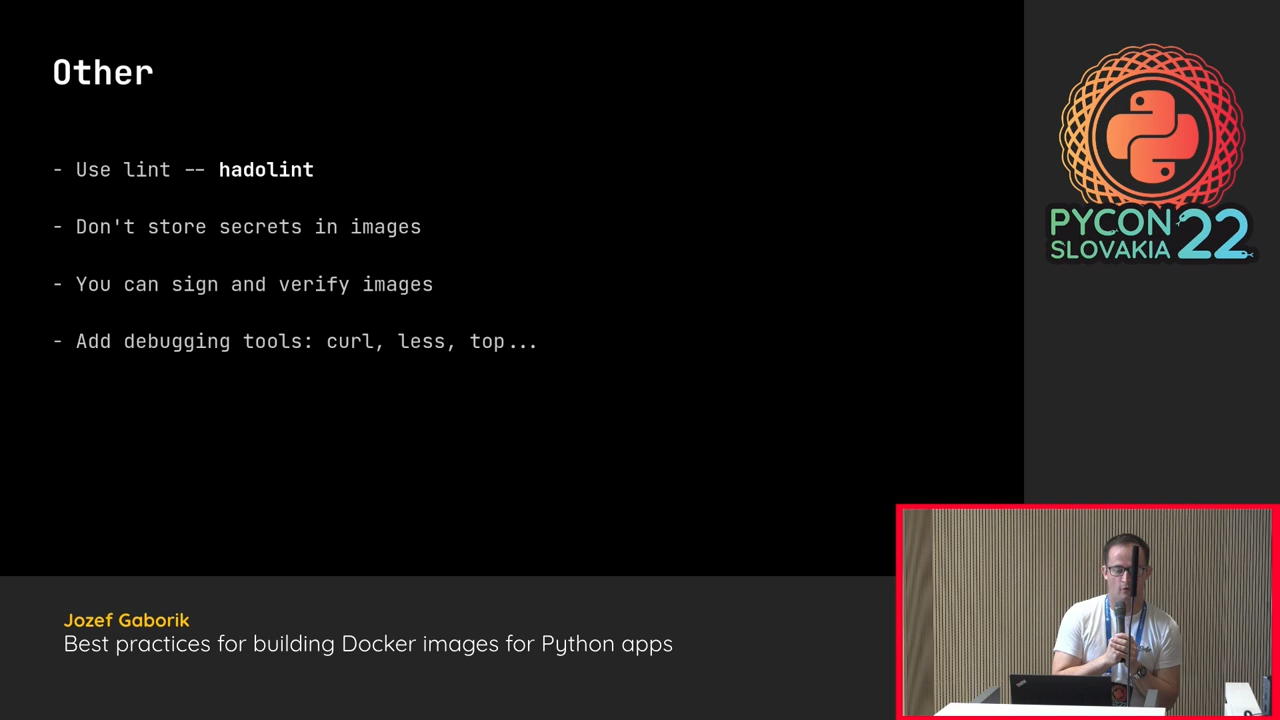 Other
- Use lint -- hadolint
- Don't store secrets in images
- You can sign and verify images
- Add debugging tools: curl, less, top...
PYCON
SLOVAKIA 22
Jozef Gaborik
Best practices for building Docker images for Python apps